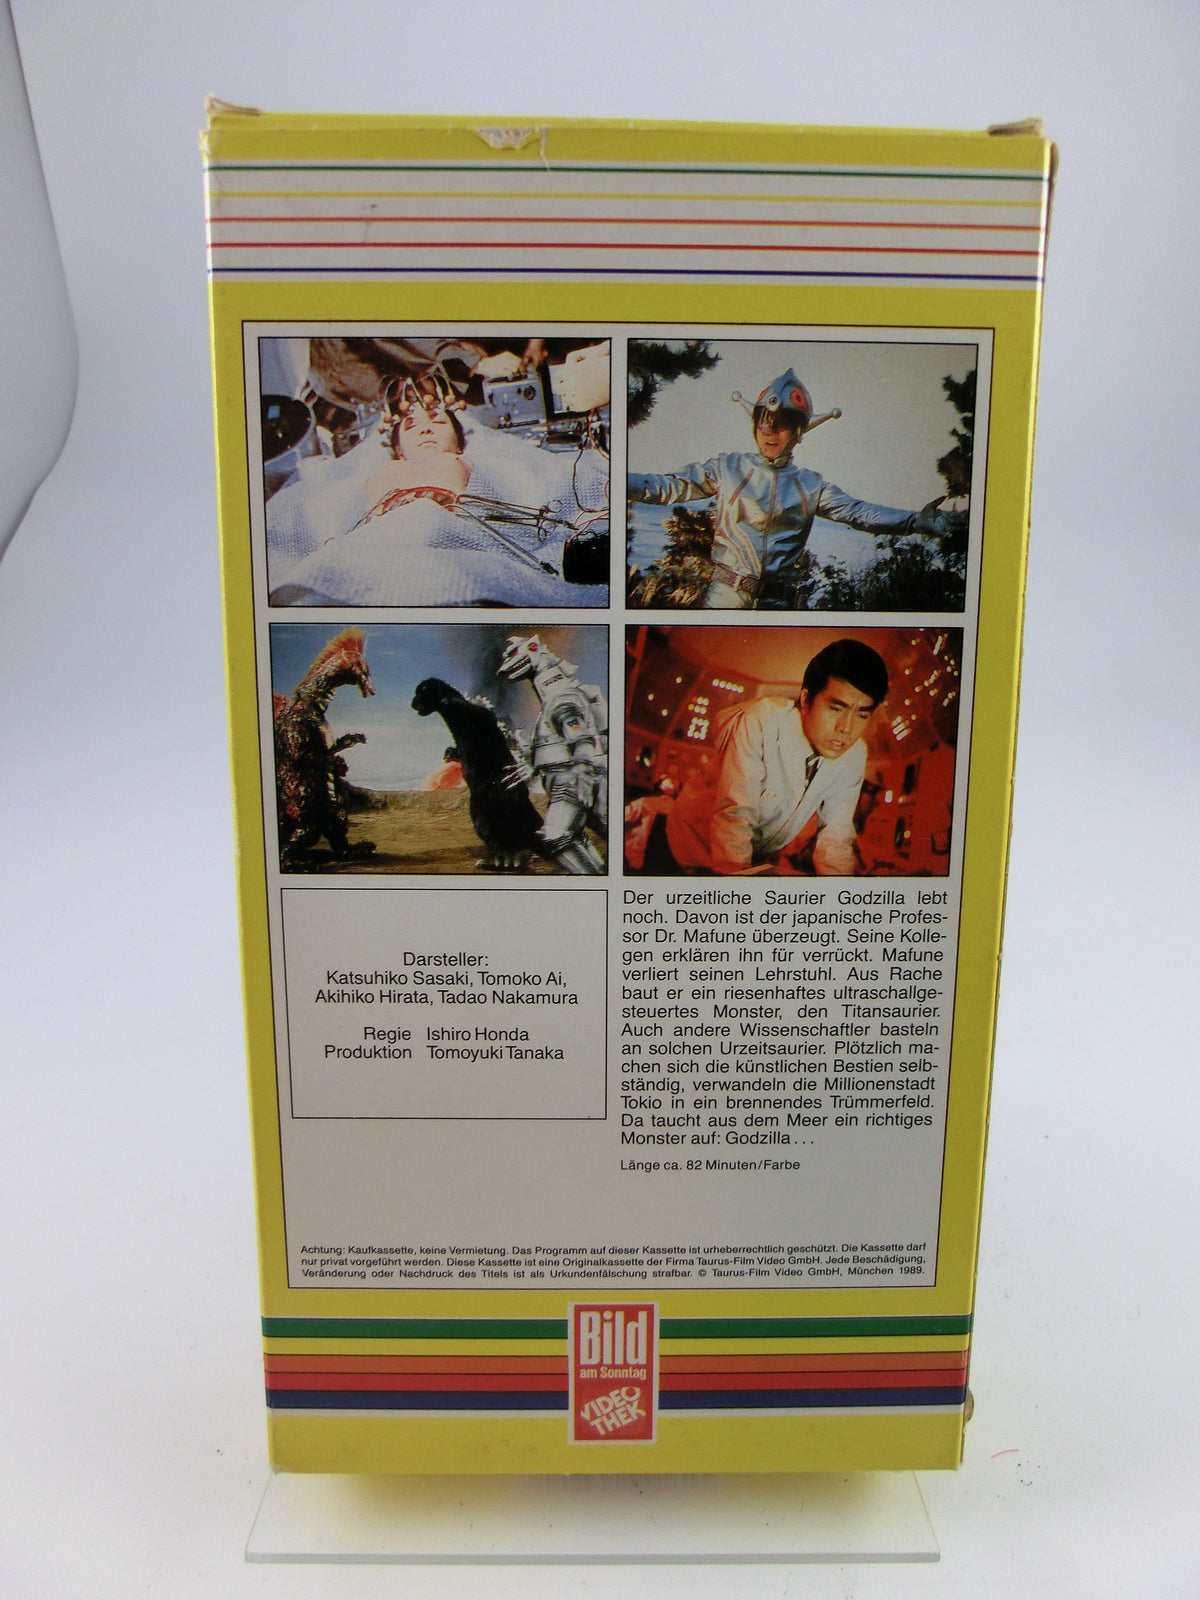 Darsteller:
Katsuhiko Sasaki, Tomoko Ai,
Akihiko Hirata, Tadao Nakamura
Regie Ishiro Honda
Produktion Tomoyuki Tanaka
Der urzeitliche Saurier Godzilla lebt
noch. Davon ist der japanische Profes-
sor Dr. Mafune überzeugt. Seine Kolle-
gen erklären ihn für verrückt. Mafune
verliert seinen Lehrstuhl. Aus Rache
baut er ein riesenhaftes ultraschallge-
steuertes Monster, den Titansaurier.
Auch andere Wissenschaftler basteln
an solchen Urzeitsaurier. Plötzlich ma-
chen sich die künstlichen Bestien selb-
ständig, verwandeln die Millionenstadt
Tokio in ein brennendes Trümmerfeld.
Da taucht aus dem Meer ein richtiges
Monster auf: Godzilla...
Länge ca. 82 Minuten/Farbe
Achtung: Kaufkassette, keine Vermietung. Das Programm auf dieser Kassette ist urheberrechtlich geschützt. Die Kassette darf
nur privat vorgeführt werden. Diese Kassette ist eine Originalkassette der Firma Taurus-Film Video GmbH. Jede Beschädigung,
Veränderung oder Nachdruck des Titels ist als Urkundenfälschung strafbar. © Taurus-Film Video GmbH, München 1989.
Bild
am Sonntag
VIDEO
THEK